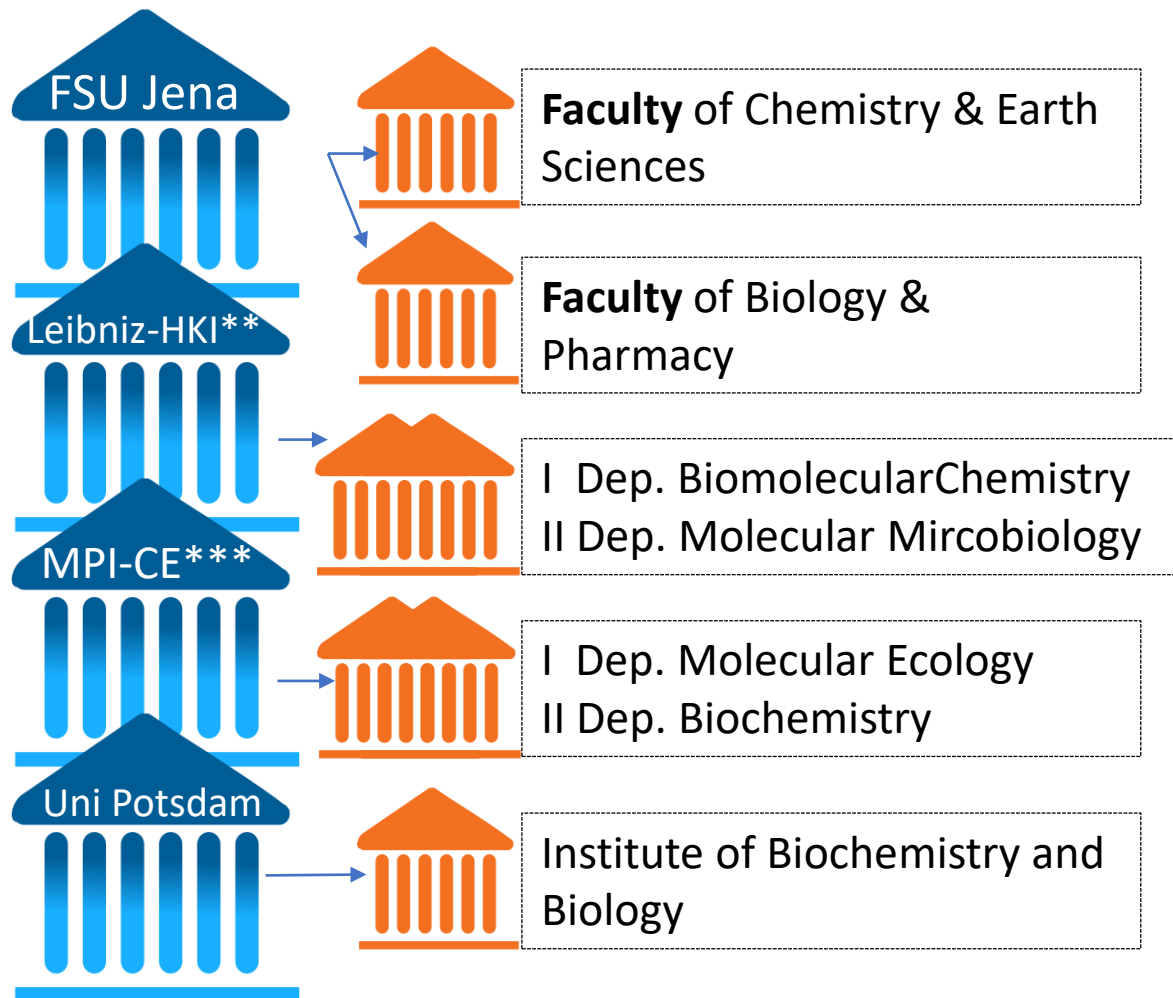 FSU Jena
Faculty of Chemistry & Earth
Sciences
Faculty of Biology &
Pharmacy
Leibniz-HKI**
I Dep. BiomolecularChemistry
II Dep. Molecular Mircobiology
MPI-CE***
I Dep. Molecular Ecology
II Dep. Biochemistry
Uni Potsdam
Institute of Biochemistry and
Biology